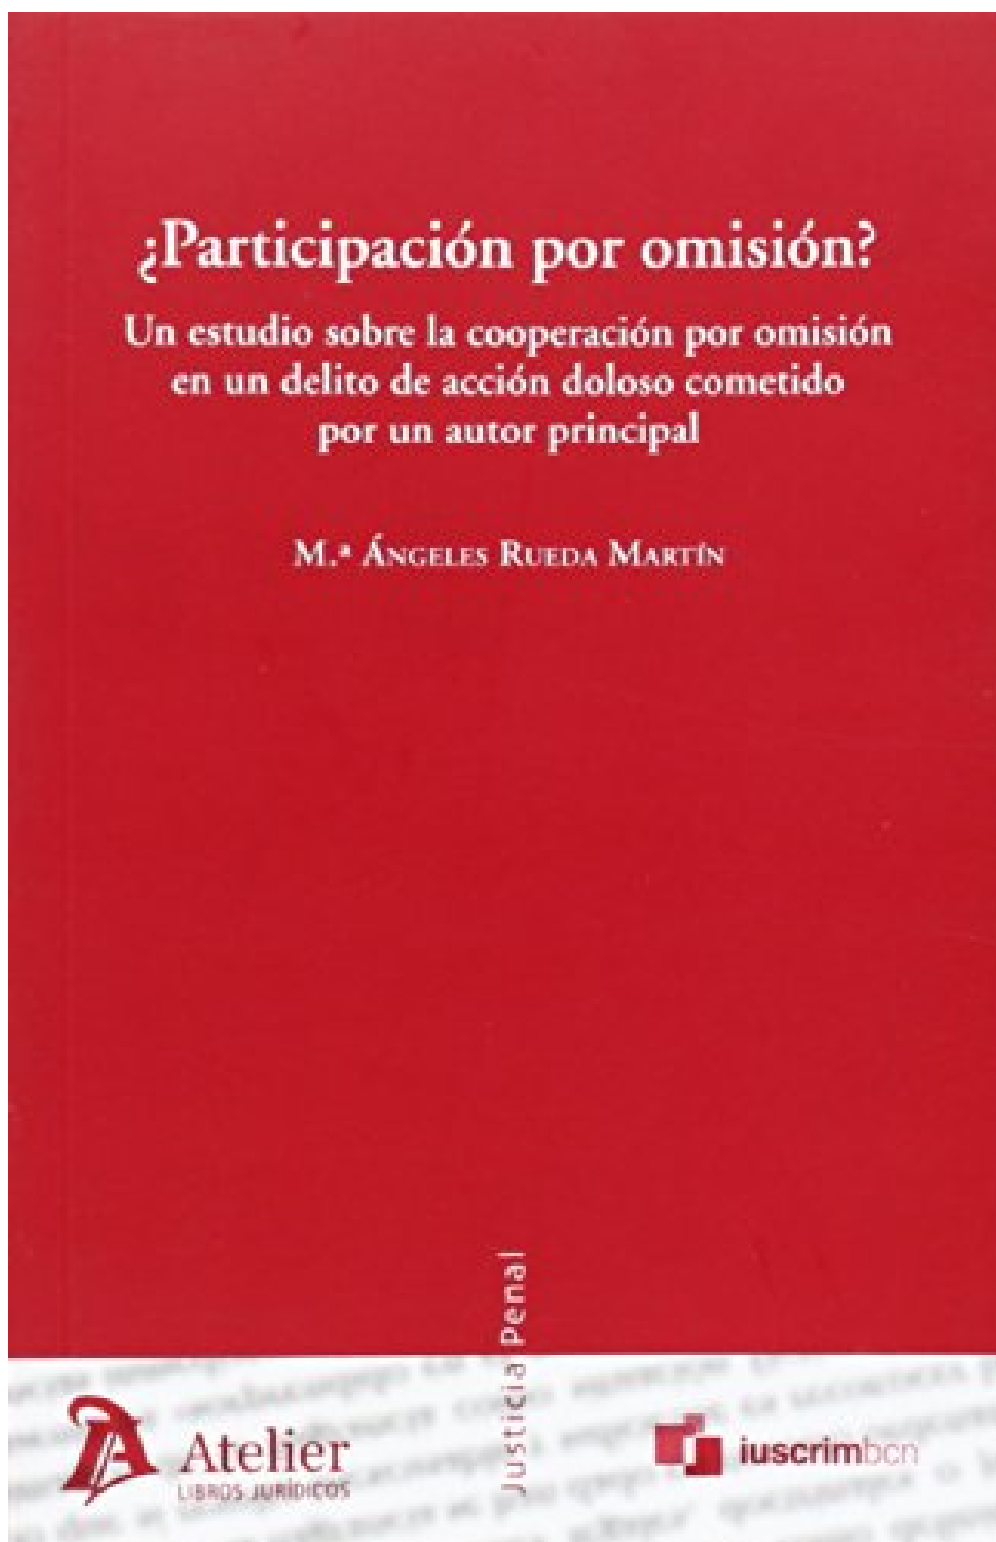 ¿Participación por omisión?
Un estudio sobre la cooperación por omisión
en un delito de acción doloso cometido
por un autor principal
M.ª Ángeles Rueda Martín
Justicia Penal
Atelier
LIBROS JURÍDICOS
iuscrimbcn